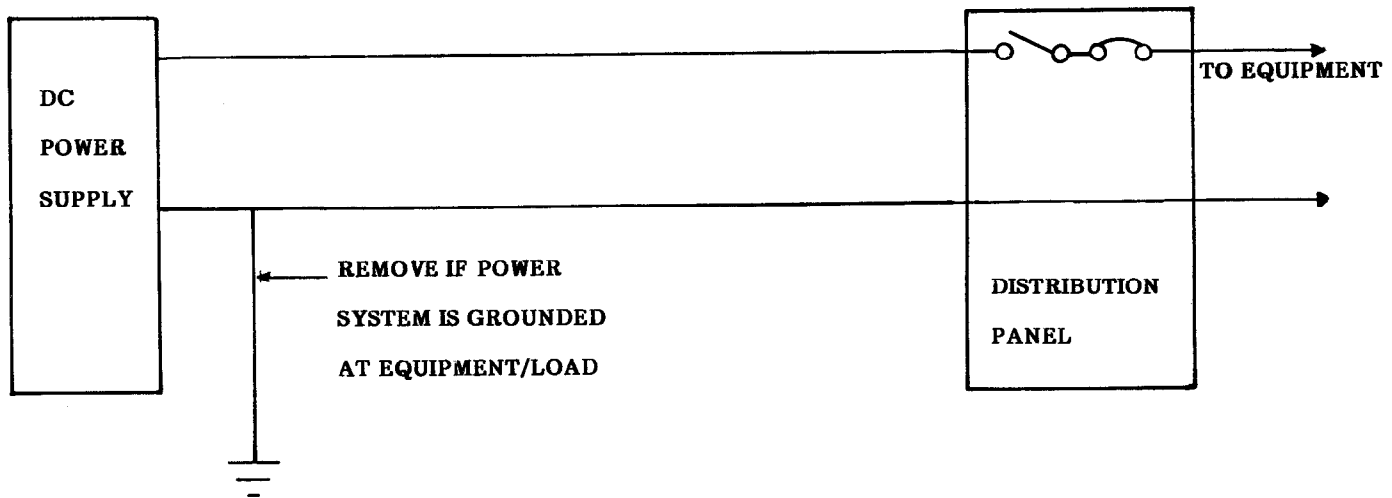 DC
POWER
SUPPLY
TO EQUIPMENT
REMOVE IF POWER
SYSTEM IS GROUNDED
AT EQUIPMENT/LOAD
DISTRIBUTION
PANEL